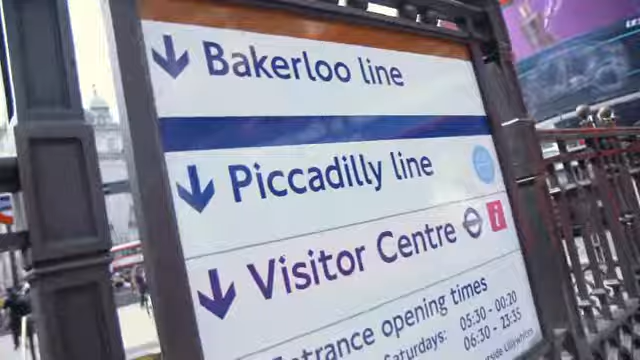 Bakerloo line
Piccadilly line
Visitor Centre i
Entrance opening times
Saturdays: 05:30 - 00:20
06:30 - 23:35